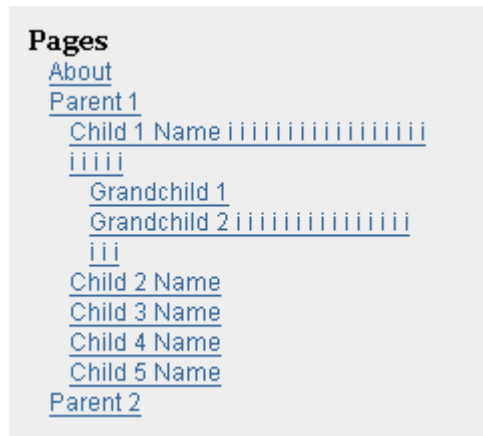 Pages
About
Parent 1
Child 1 Name i i i i i i i i i i i i i i i i i
i i i i i
Grandchild 1
Grandchild 2 i i i i i i i i i i i i i i i
i i i
Child 2 Name
Child 3 Name
Child 4 Name
Child 5 Name
Parent 2